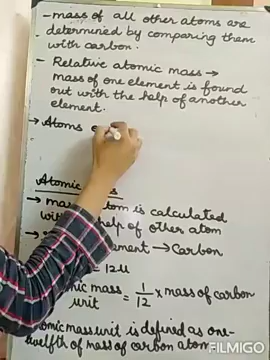 - mass of all other atoms are
determined by comparing them
with carbon.
- Relative atomic mass →
mass of one element is found
out with the help of another
element.
→ Atoms
Atomic
→ mass atom is calculated
help of other atom
→ element → Carbon
= 12u
mass unit = 1/12 × mass of carbon
Atomic mass unit is defined as one-
twelfth of mass of carbon atom
FILMIGO